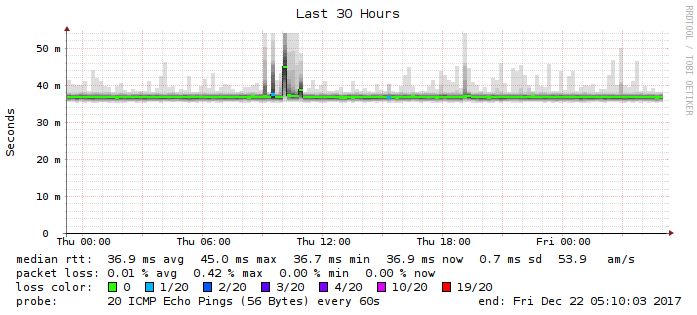 Last 30 Hours
RRDTOOL / TOBI OETIKER
Seconds
50 m
40 m
30 m
20 m
10 m
0
Thu 00:00 Thu 06:00 Thu 12:00 Thu 18:00 Fri 00:00
median rtt: 36.9 ms avg 45.0 ms max 36.7 ms min 36.9 ms now 0.7 ms sd 53.9 am/s
packet loss: 0.01 % avg 0.42 % max 0.00 % min 0.00 % now
loss color: 0 1/20 2/20 3/20 4/20 10/20 19/20
probe: 20 ICMP Echo Pings (56 Bytes) every 60s end: Fri Dec 22 05:10:03 2017